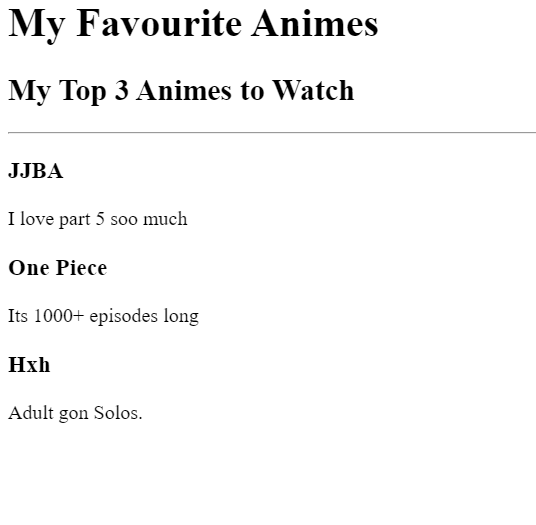 My Favourite Animes
My Top 3 Animes to Watch
JJBA
I love part 5 soo much
One Piece
Its 1000+ episodes long
Hxh
Adult gon Solos.